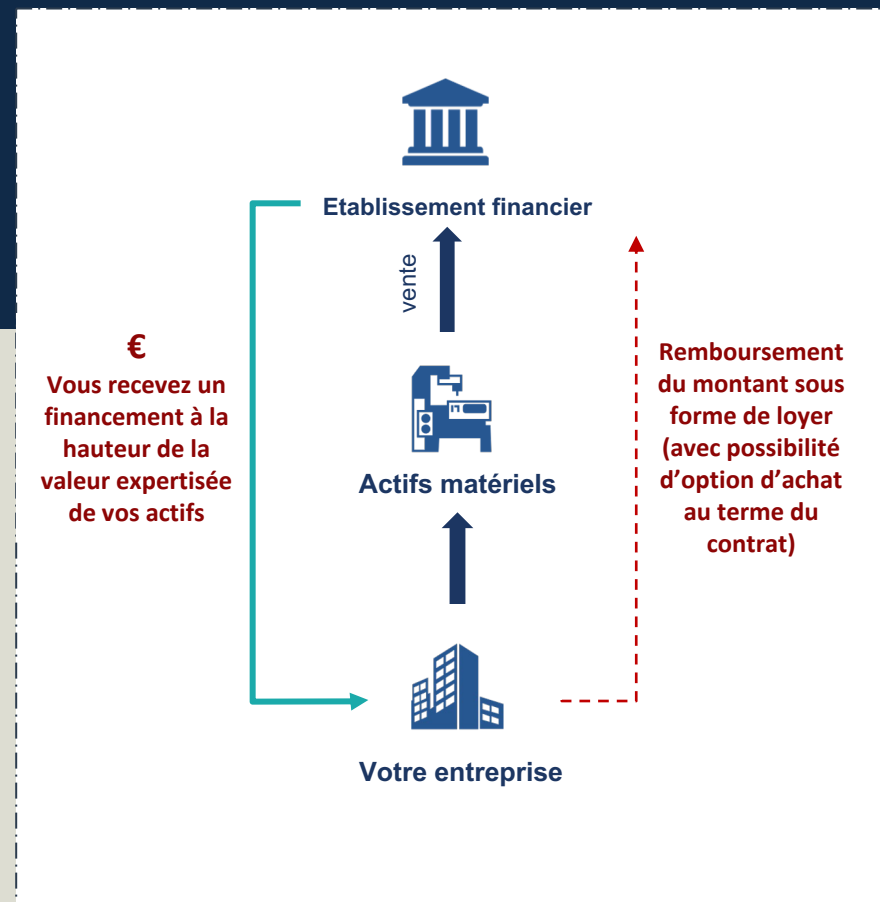 Etablissement financier
vente
€
Vous recevez un
financement à la
hauteur de la
valeur expertisée
de vos actifs
Remboursement
du montant sous
forme de loyer
(avec possibilité
d'option d'achat
au terme du
contrat)
Actifs matériels
Votre entreprise